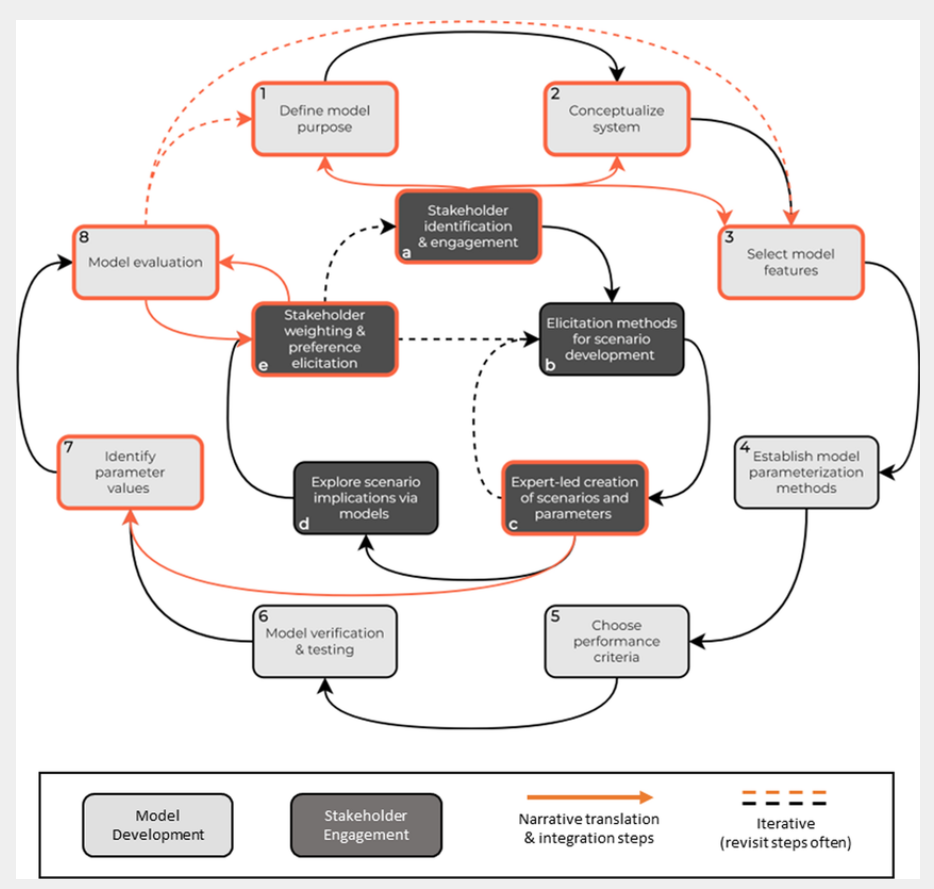 1
Define model
purpose
2
Conceptualize
system
Stakeholder
identification
& engagement
a
8
Model evaluation
3
Select model
features
Stakeholder
weighting &
preference
elicitation
e
Elicitation methods
for scenario
development
b
7
Identify
parameter
values
Explore scenario
implications via
models
d
Expert-led creation
of scenarios and
parameters
c
4
Establish model
parameterization
methods
6
Model verification
& testing
5
Choose
performance
criteria
Model
Development
Stakeholder
Engagement
Narrative translation
& integration steps
Iterative
(revisit steps often)